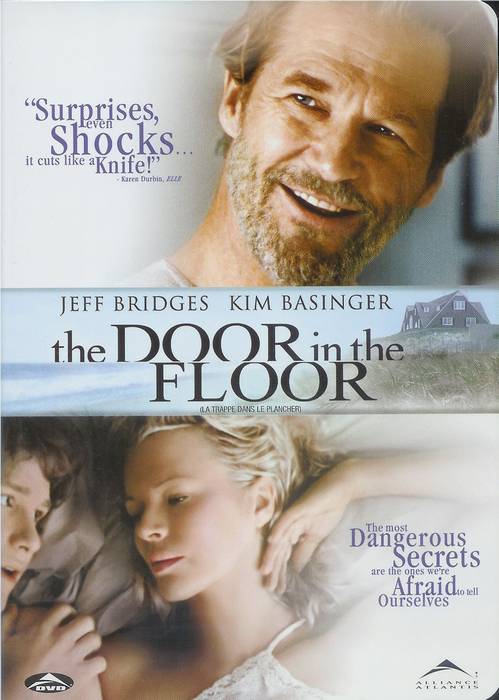 "Surprises,
even
Shocks...
it cuts like a Knife!"
- Karen Durbin, ELLE
JEFF BRIDGES KIM BASINGER
the DOOR in the
FLOOR
(LA TRAPPE DANS LE PLANCHER)
The most
Dangerous
Secrets
are the ones we're
Afraid to tell
Ourselves
DVD
ALLIANCE
ATLANTIS